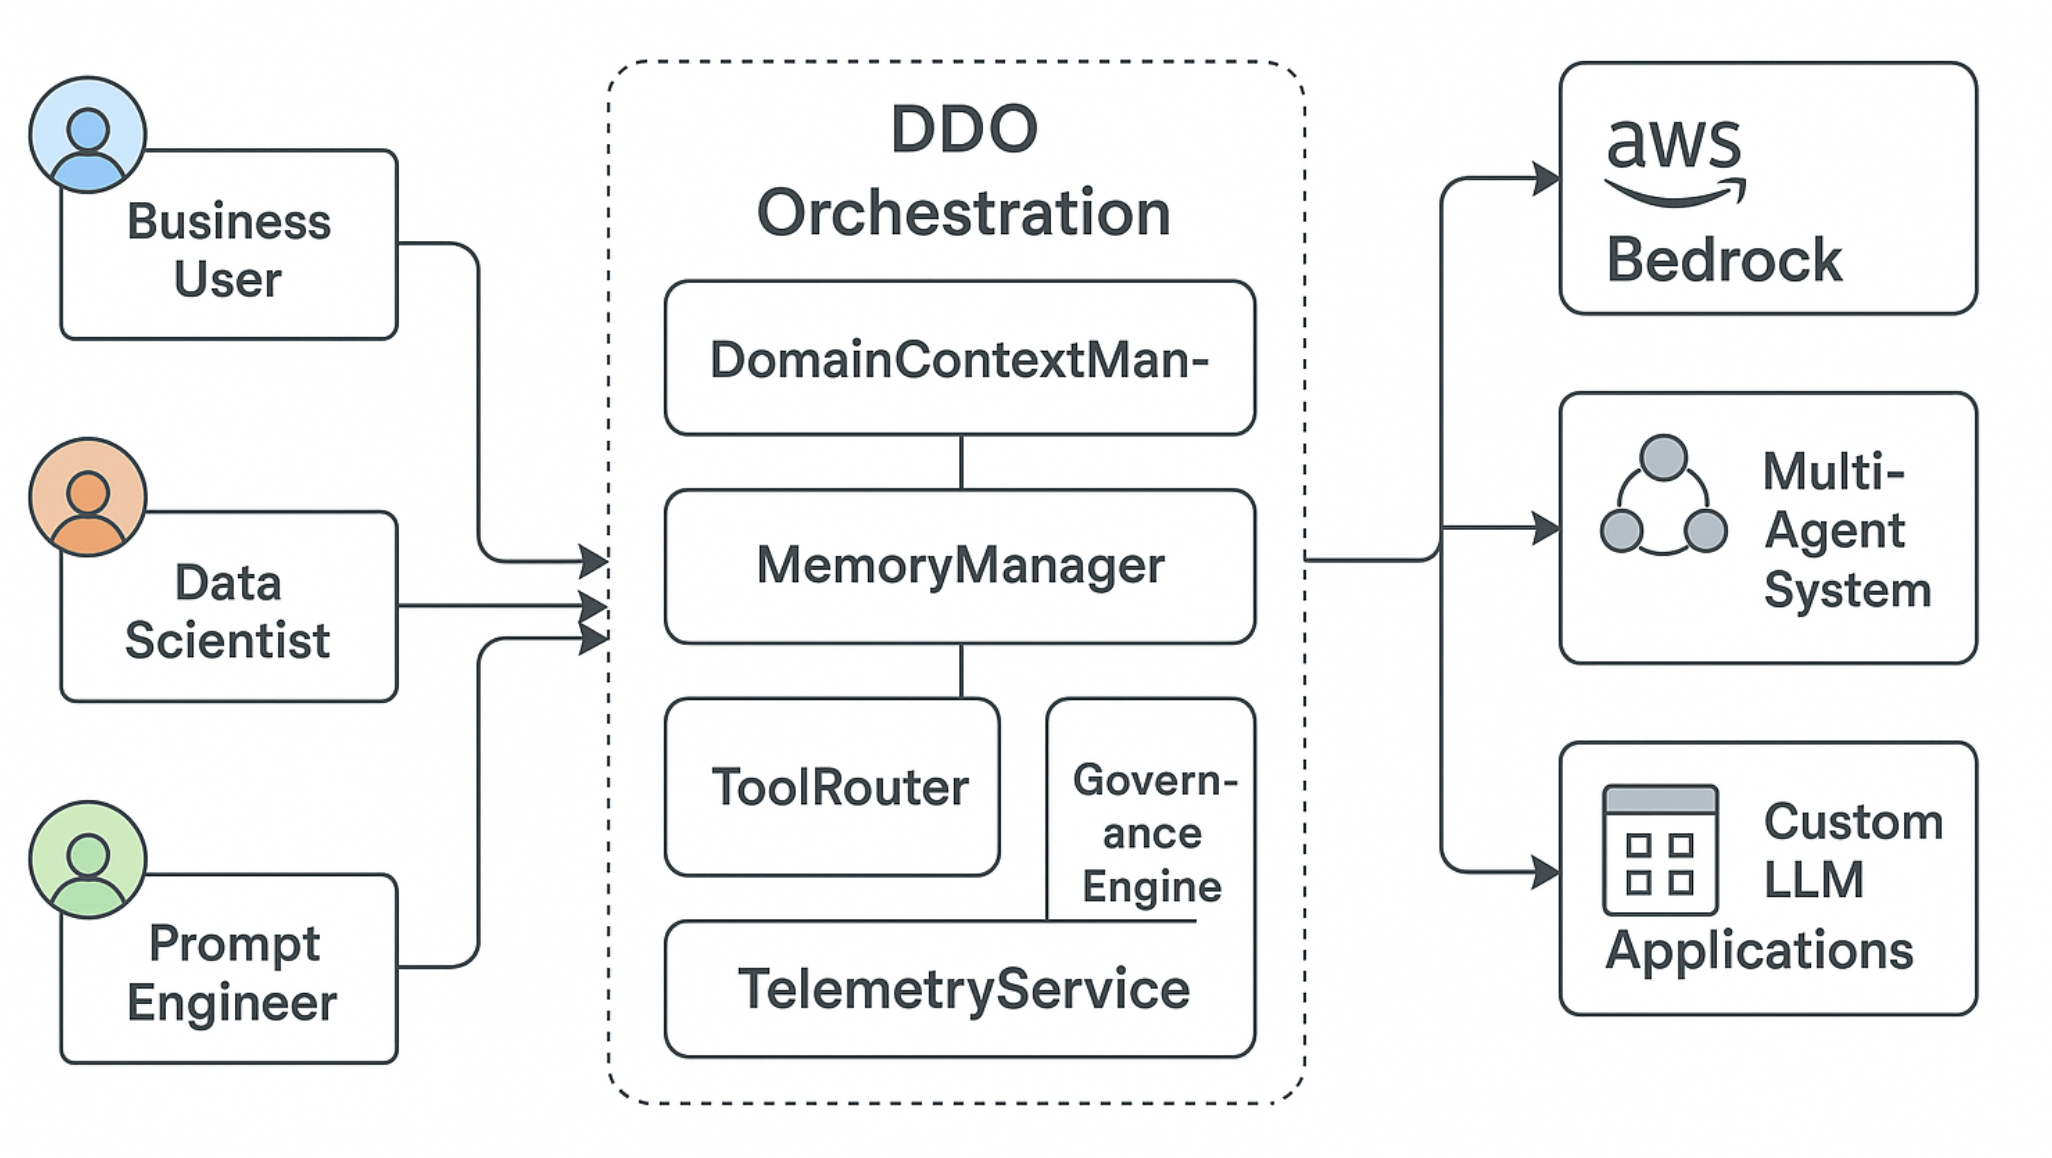 Business
User
Data
Scientist
Prompt
Engineer
DDO
Orchestration
DomainContextMan-
MemoryManager
ToolRouter
Govern-
ance
Engine
TelemetryService
aws
Bedrock
Multi-
Agent
System
Custom
LLM
Applications